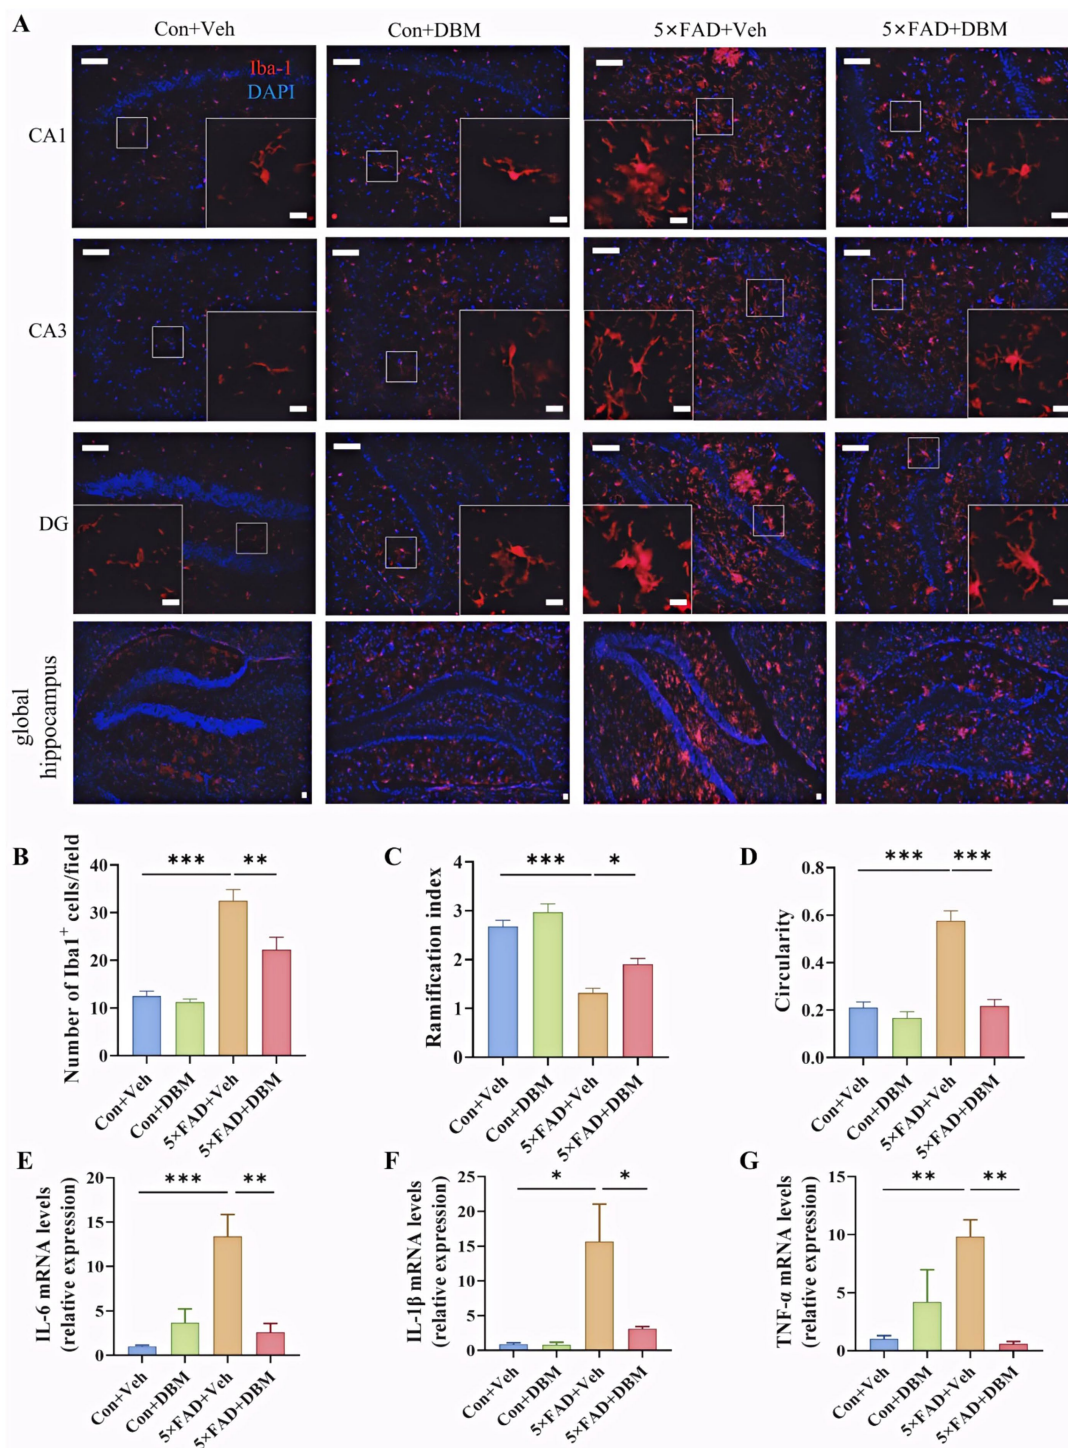 A
Con+Veh
Con+DBM
5×FAD+Veh
5×FAD+DBM
Iba-1
DAPI
CA1
CA3
DG
global
hippocampus
B
Number of Iba1+ cells/field
40
30
20
10
0
***
**
Con+Veh
Con+DBM
5×FAD+Veh
5×FAD+DBM
C
Ramification index
4
3
2
1
0
***
*
Con+Veh
Con+DBM
5×FAD+Veh
5×FAD+DBM
D
Circularity
0.8
0.6
0.4
0.2
0.0
***
***
Con+Veh
Con+DBM
5×FAD+Veh
5×FAD+DBM
E
IL-6 mRNA levels
(relative expression)
20
15
10
5
0
***
**
Con+Veh
Con+DBM
5×FAD+Veh
5×FAD+DBM
F
IL-1β mRNA levels
(relative expression)
25
20
15
10
5
0
*
*
Con+Veh
Con+DBM
5×FAD+Veh
5×FAD+DBM
G
TNF-α mRNA levels
(relative expression)
15
10
5
0
**
**
Con+Veh
Con+DBM
5×FAD+Veh
5×FAD+DBM